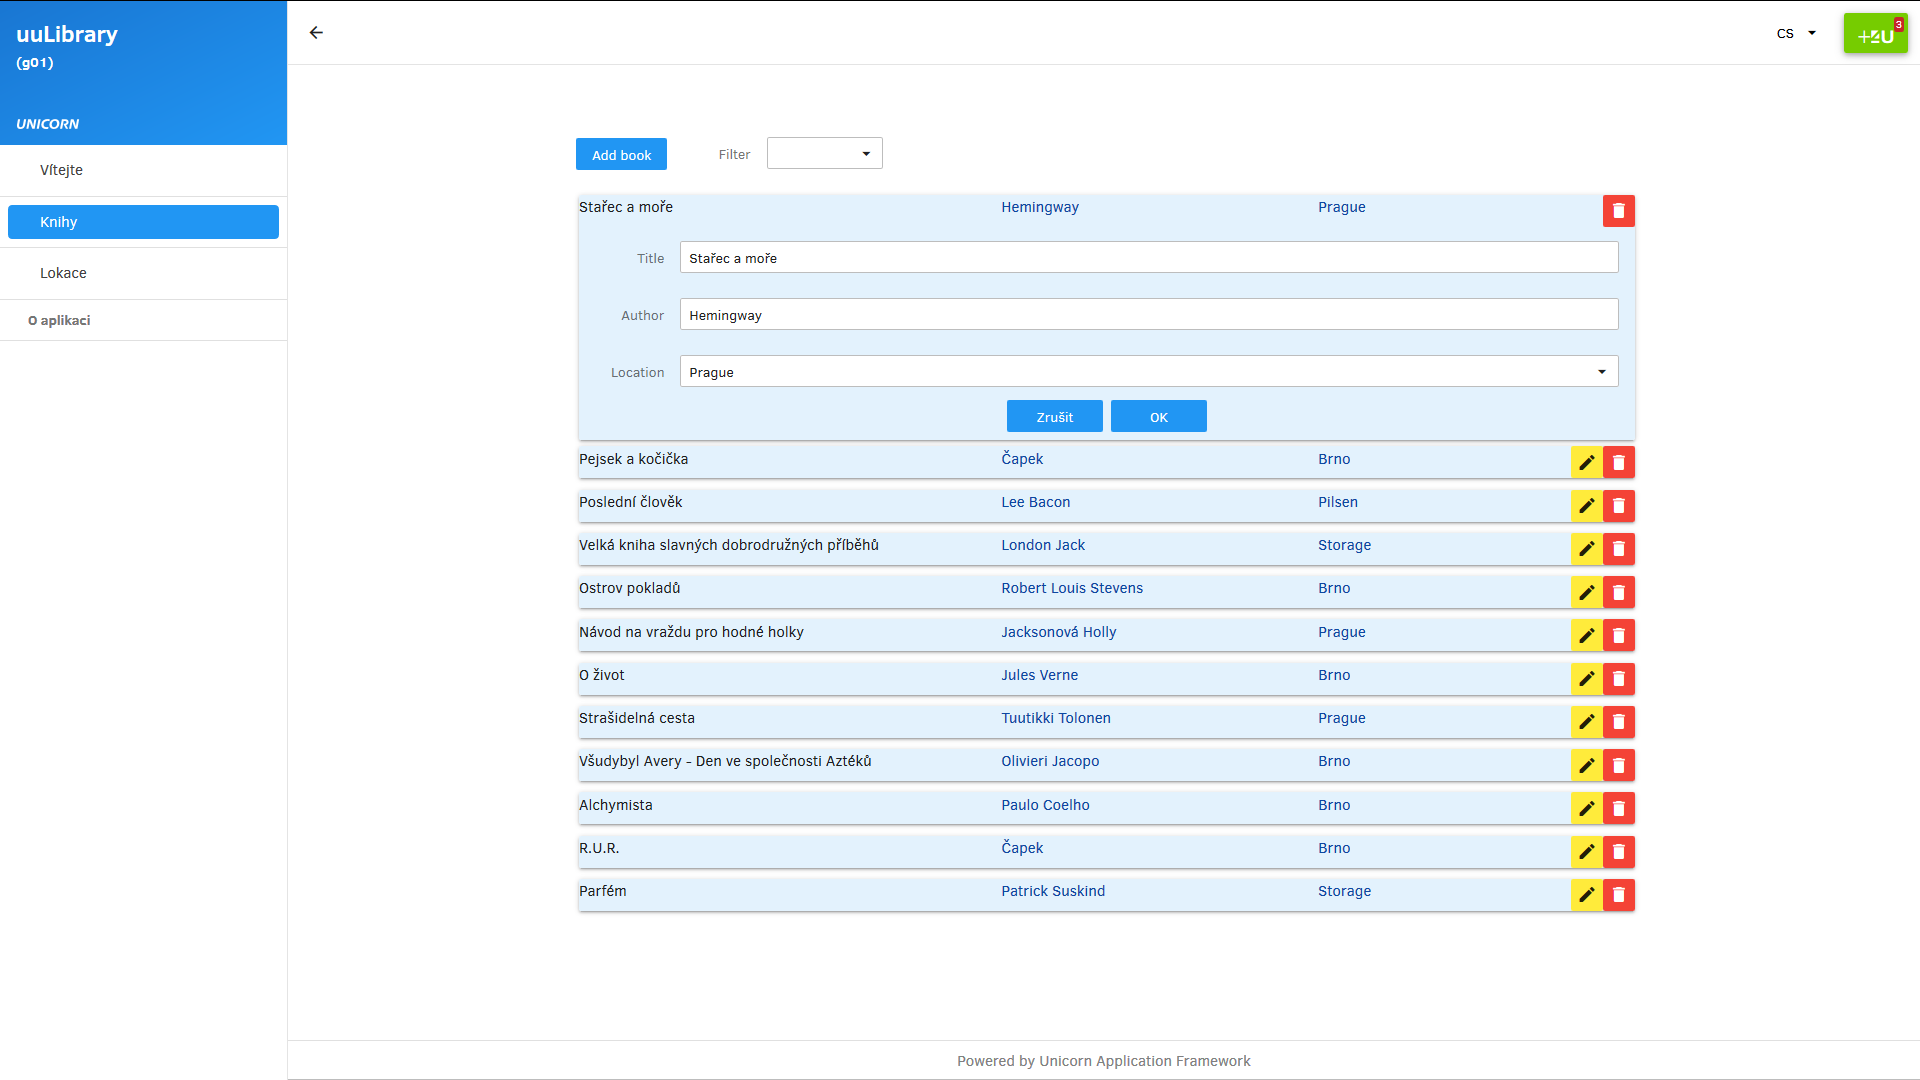 uuLibrary
(g01)
UNICORN
Vítejte
Knihy
Lokace
O aplikaci
CS
+4U 3
Add book Filter
Stařec a moře Hemingway Prague
Title Stařec a moře
Author Hemingway
Location Prague
Zrušit OK
Pejsek a kočička Čapek Brno
Poslední člověk Lee Bacon Pilsen
Velká kniha slavných dobrodružných příběhů London Jack Storage
Ostrov pokladů Robert Louis Stevens Brno
Návod na vraždu pro hodné holky Jacksonová Holly Prague
O život Jules Verne Brno
Strašidelná cesta Tuutikki Tolonen Prague
Všudybyl Avery - Den ve společnosti Aztéků Olivieri Jacopo Brno
Alchymista Paulo Coelho Brno
R.U.R. Čapek Brno
Parfém Patrick Suskind Storage
Powered by Unicorn Application Framework